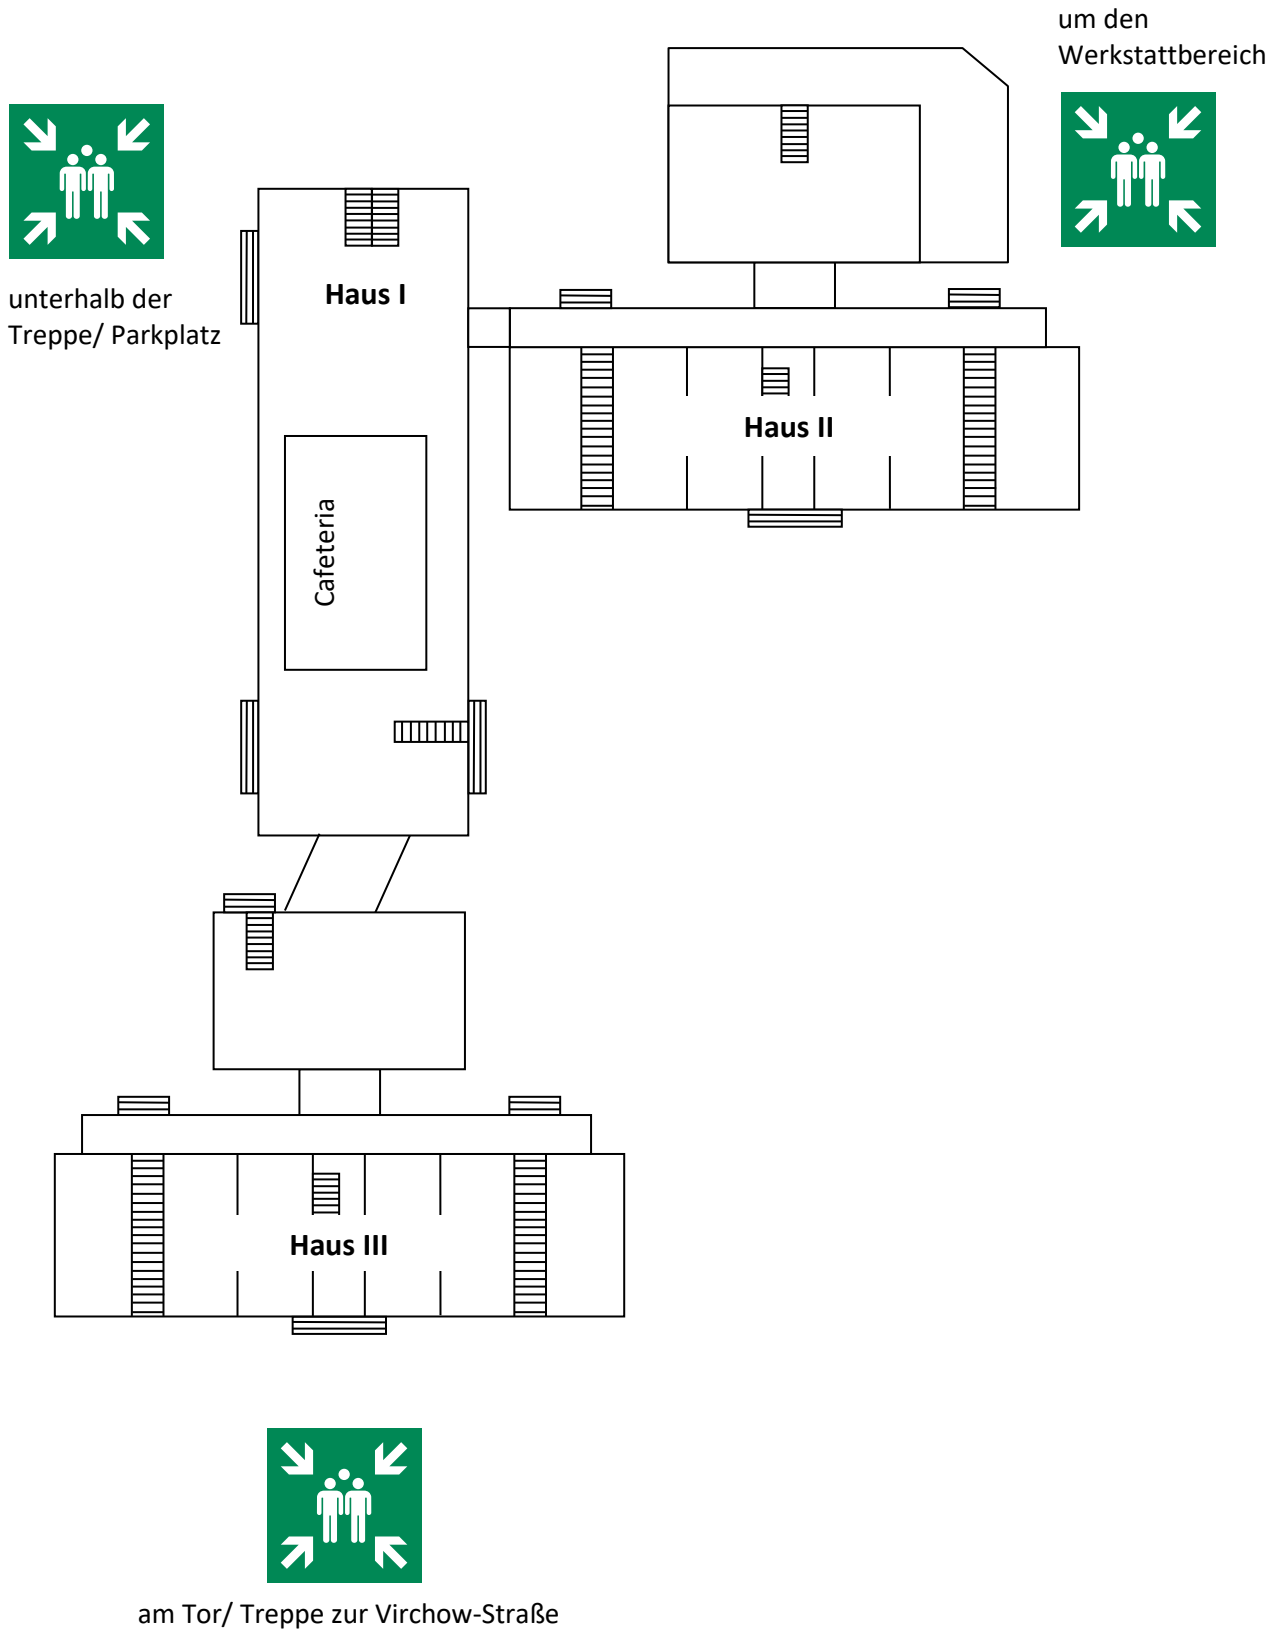 um den
Werkstattbereich
unterhalb der
Treppe/ Parkplatz
Haus I
Haus II
Cafeteria
Haus III
am Tor/ Treppe zur Virchow-Straße